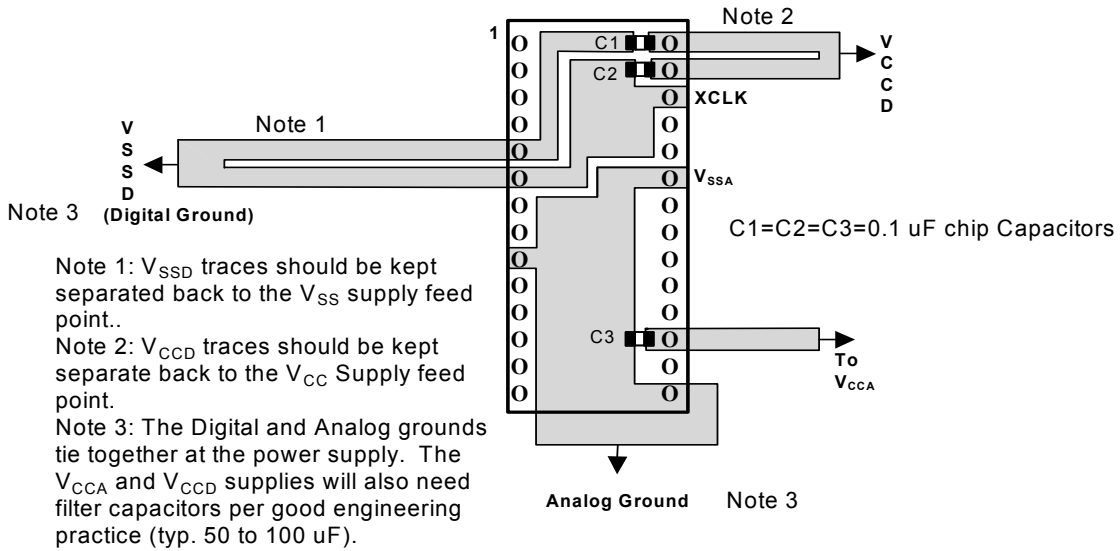 Note 2
1
C1
C2
V
C
C
D
XCLK
Note 1
V
S
S
D
V_SSA
Note 3 (Digital Ground)
C1=C2=C3=0.1 uF chip Capacitors
Note 1: V_SSD traces should be kept
separated back to the V_SS supply feed
point..
Note 2: V_CCD traces should be kept
separate back to the V_CC Supply feed
point.
Note 3: The Digital and Analog grounds
tie together at the power supply. The
V_CCA and V_CCD supplies will also need
filter capacitors per good engineering
practice (typ. 50 to 100 uF).
C3
To
V_CCA
Analog Ground Note 3